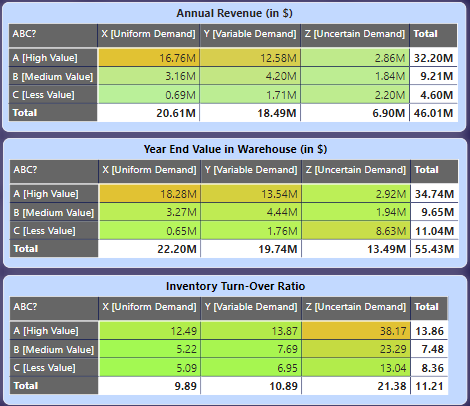 Annual Revenue (in $)
ABC? X [Uniform Demand] Y [Variable Demand] Z [Uncertain Demand] Total
A [High Value] 16.76M 12.58M 2.86M 32.20M
B [Medium Value] 3.16M 4.20M 1.84M 9.21M
C [Less Value] 0.69M 1.71M 2.20M 4.60M
Total 20.61M 18.49M 6.90M 46.01M
Year End Value in Warehouse (in $)
ABC? X [Uniform Demand] Y [Variable Demand] Z [Uncertain Demand] Total
A [High Value] 18.28M 13.54M 2.92M 34.74M
B [Medium Value] 3.27M 4.44M 1.94M 9.65M
C [Less Value] 0.65M 1.76M 8.63M 11.04M
Total 22.20M 19.74M 13.49M 55.43M
Inventory Turn-Over Ratio
ABC? X [Uniform Demand] Y [Variable Demand] Z [Uncertain Demand] Total
A [High Value] 12.49 13.87 38.17 13.86
B [Medium Value] 5.22 7.69 23.29 7.48
C [Less Value] 5.09 6.95 13.04 8.36
Total 9.89 10.89 21.38 11.21